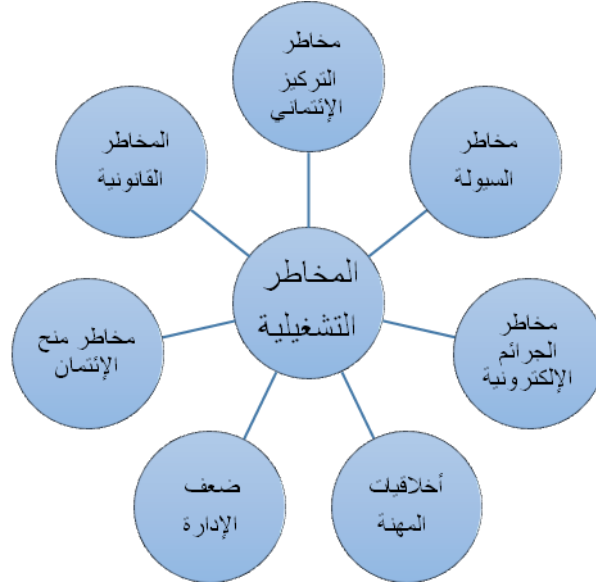 مخاطر
التركيز
الإئتماني
مخاطر
السيولة
مخاطر
الجرائم
الإلكترونية
أخلاقيات
المهنة
ضعف
الإدارة
مخاطر منح
الإئتمان
المخاطر
القانونية
المخاطر
التشغيلية